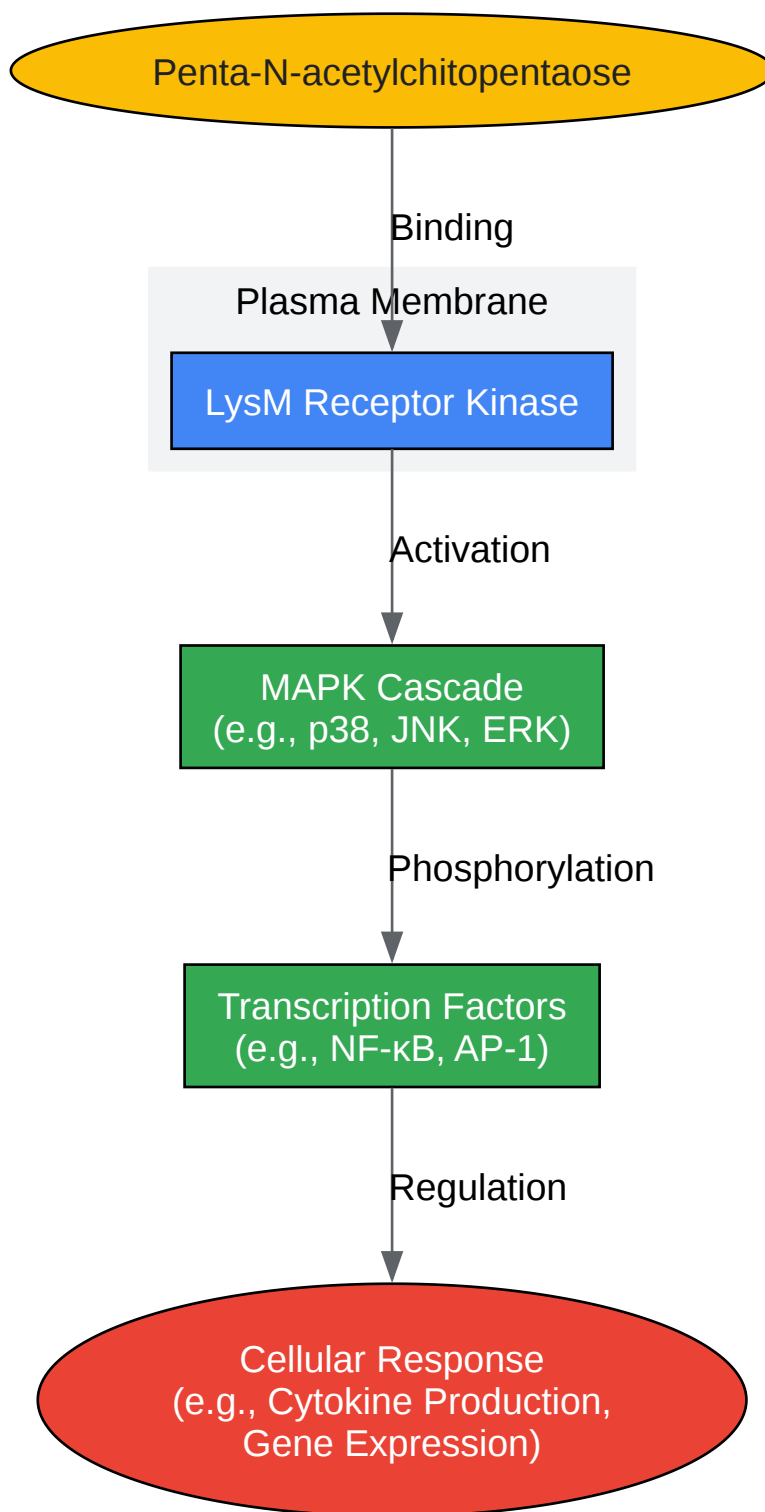 Penta-N-acetylchitopentaose
Binding
Plasma Membrane
LysM Receptor Kinase
Activation
MAPK Cascade
(e.g., p38, JNK, ERK)
Phosphorylation
Transcription Factors
(e.g., NF-κB, AP-1)
Regulation
Cellular Response
(e.g., Cytokine Production,
Gene Expression)